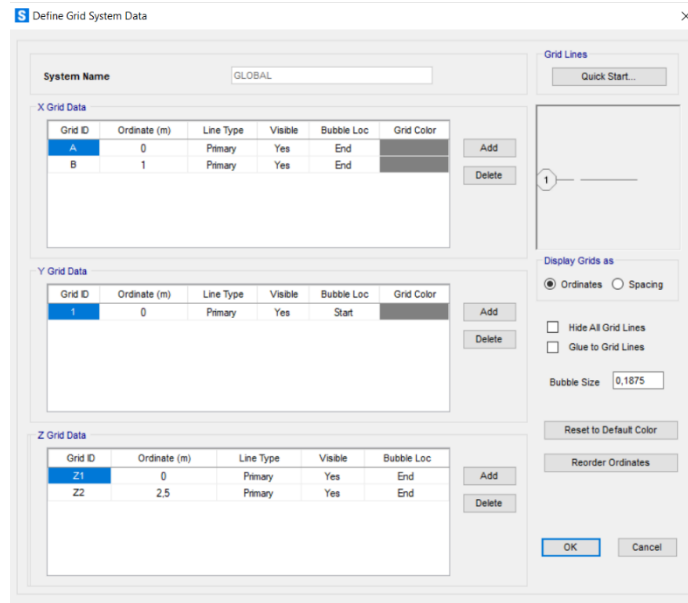 S Define Grid System Data
System Name GLOBAL
Grid Lines
Quick Start...
X Grid Data
Grid ID Ordinate (m) Line Type Visible Bubble Loc Grid Color
A 0 Primary Yes End
B 1 Primary Yes End
Add
Delete
1
Y Grid Data
Grid ID Ordinate (m) Line Type Visible Bubble Loc Grid Color
1 0 Primary Yes Start
Add
Delete
Display Grids as
Ordinates Spacing
Hide All Grid Lines
Glue to Grid Lines
Bubble Size 0,1875
Z Grid Data
Grid ID Ordinate (m) Line Type Visible Bubble Loc
Z1 0 Primary Yes End
Z2 2,5 Primary Yes End
Add
Delete
Reset to Default Color
Reorder Ordinates
OK Cancel